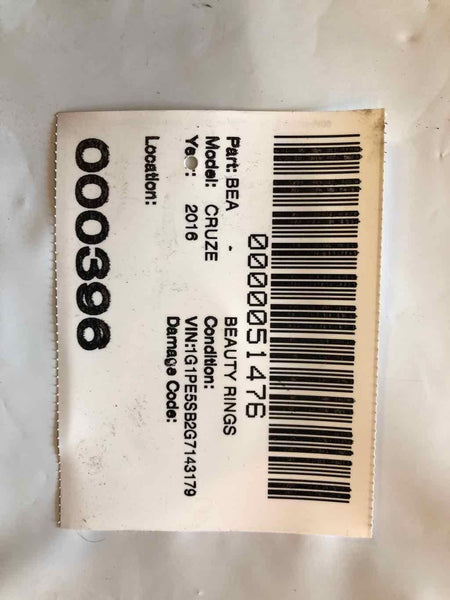 0000051476
Part: BEA - BEAUTY RINGS
Model: CRUZE Condition:
Year: 2016 VIN:1G1PE5SB2G7143179
Damage Code:
Location:
000396